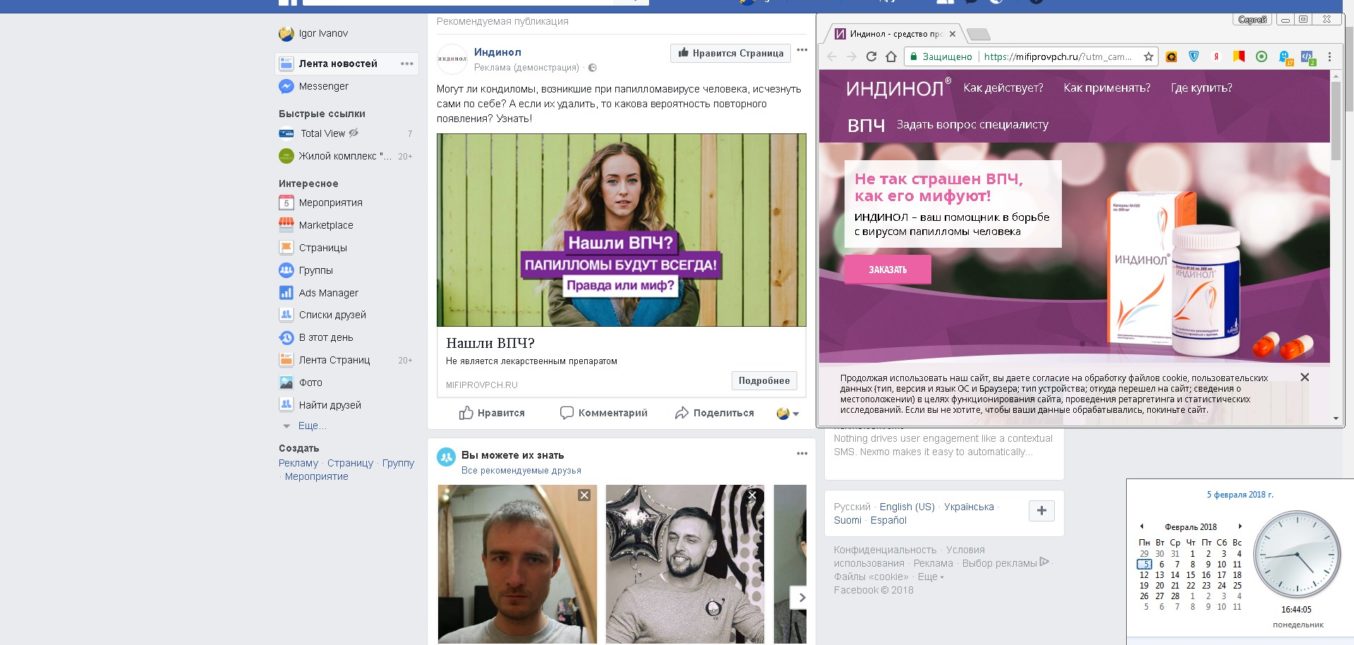 Рекомендуемая публикация
Igor Ivanov
Лента новостей
Messenger
Быстрые ссылки
Total View 7
Жилой комплекс "... 20+
Интересное
5
Мероприятия
Marketplace
Страницы
Группы
Ads Manager
Списки друзей
В этот день
Лента Страниц 20+
Фото
Найти друзей
Еще...
Создать
Рекламу · Страницу · Группу
· Мероприятие
ИНДИНОЛ
Индинол
Реклама (демонстрация) ·
Нравится Страница
Могут ли кондиломы, возникшие при папилломавирусе человека, исчезнуть
сами по себе? А если их удалить, то какова вероятность повторного
появления? Узнать!
Нашли ВПЧ?
ПАПИЛЛОМЫ БУДУТ ВСЕГДА!
Правда или миф?
Нашли ВПЧ?
Не является лекарственным препаратом
MIFIPROVPCH.RU
Подробнее
Нравится
Комментарий
Поделиться
Вы можете их знать
Все рекомендуемые друзья
Сергей
Индинол - средство про
Защищено
https://mifiprovpch.ru/?utm_cam...
ИНДИНОЛ®
Как действует?
Как применять?
Где купить?
ВПЧ
Задать вопрос специалисту
Не так страшен ВПЧ,
как его мифуют!
ИНДИНОЛ – ваш помощник в борьбе
с вирусом папилломы человека
ЗАКАЗАТЬ
ИНДИНОЛ
ИНДИНОЛ
Продолжая использовать наш сайт, вы даете согласие на обработку файлов cookie, пользовательских
данных (тип, версия и язык ОС и Браузера; тип устройства; откуда перешел на сайт; сведения о
местоположении) в целях функционирования сайта, проведения ретаргетинга и статистических
исследований. Если вы не хотите, чтобы ваши данные обрабатывались, покиньте сайт.
Nothing drives user engagement like a contextual
SMS. Nexmo makes it easy to automatically...
Русский · English (US) · Українська ·
Suomi · Español
Конфиденциальность · Условия
использования · Реклама · Выбор рекламы
Файлы «cookie» · Еще
Facebook © 2018
5 февраля 2018 г.
Февраль 2018
Пн Вт Ср Чт Пт Сб Вс
29 30 31 1 2 3 4
5 6 7 8 9 10 11
12 13 14 15 16 17 18
19 20 21 22 23 24 25
26 27 28 1 2 3 4
5 6 7 8 9 10 11
16:44:05
понедельник